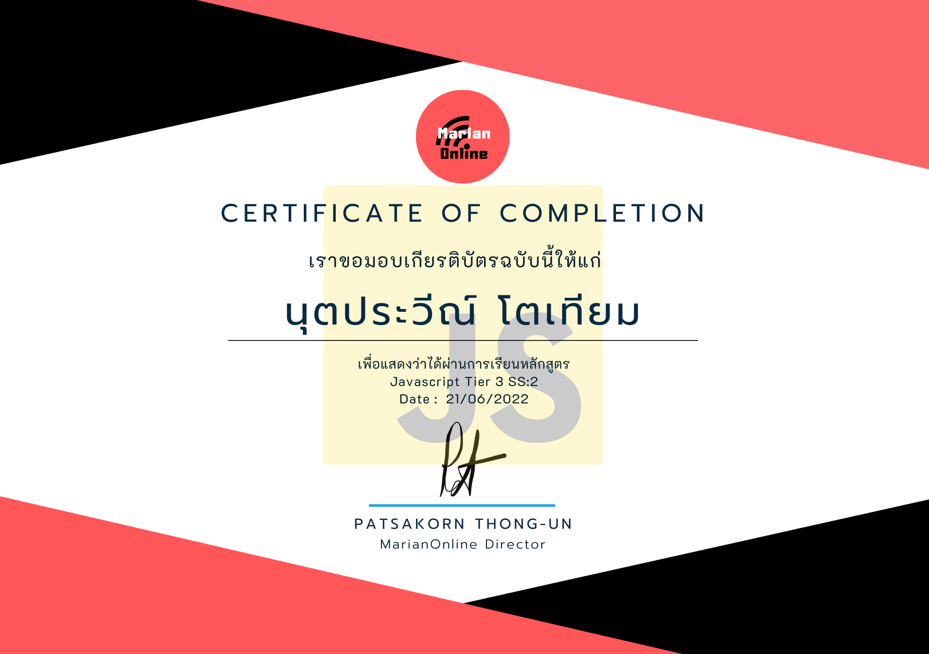 Marian
Online
CERTIFICATE OF COMPLETION
เราขอมอบเกียรติบัตรฉบับนี้ให้แก่
นุตประวีณ์ โตเทียม
JS
เพื่อแสดงว่าได้ผ่านการเรียนหลักสูตร
Javascript Tier 3 SS:2
Date : 21/06/2022
PATSAKORN THONG-UN
MarianOnline Director